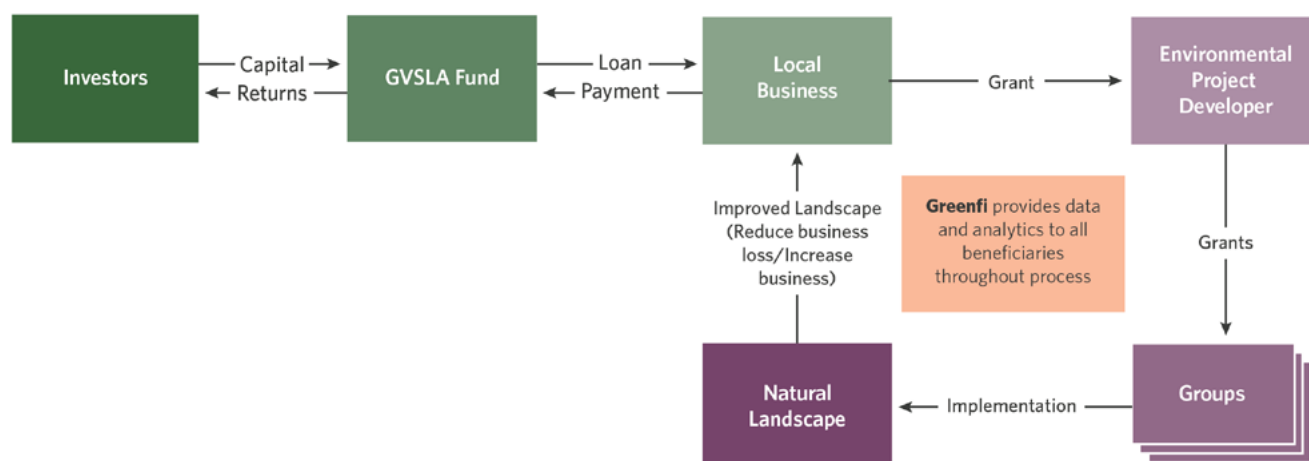 Investors
Capital
Returns
GVSLA Fund
Loan
Payment
Local
Business
Grant
Environmental
Project
Developer
Improved Landscape
(Reduce business
loss/Increase
business)
Greenfi provides data
and analytics to all
beneficiaries
throughout process
Grants
Natural
Landscape
Implementation
Groups